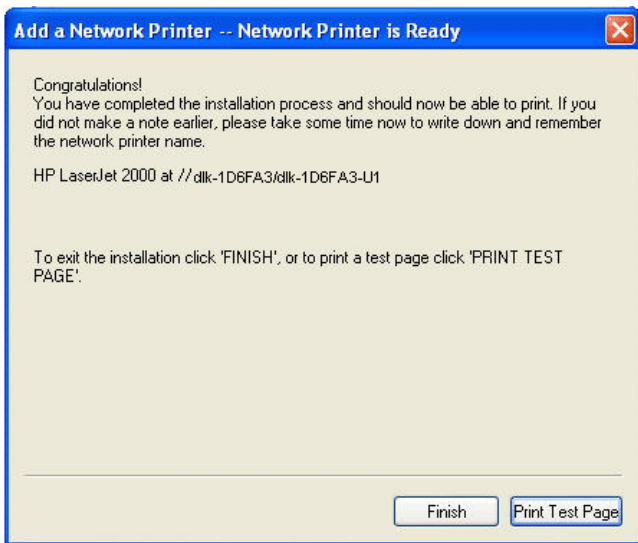 Add a Network Printer -- Network Printer is Ready
Congratulations!
You have completed the installation process and should now be able to print. If you
did not make a note earlier, please take some time now to write down and remember
the network printer name.
HP LaserJet 2000 at //dlk-1D6FA3/dlk-1D6FA3-U1
To exit the installation click 'FINISH', or to print a test page click 'PRINT TEST
PAGE'.
Finish
Print Test Page